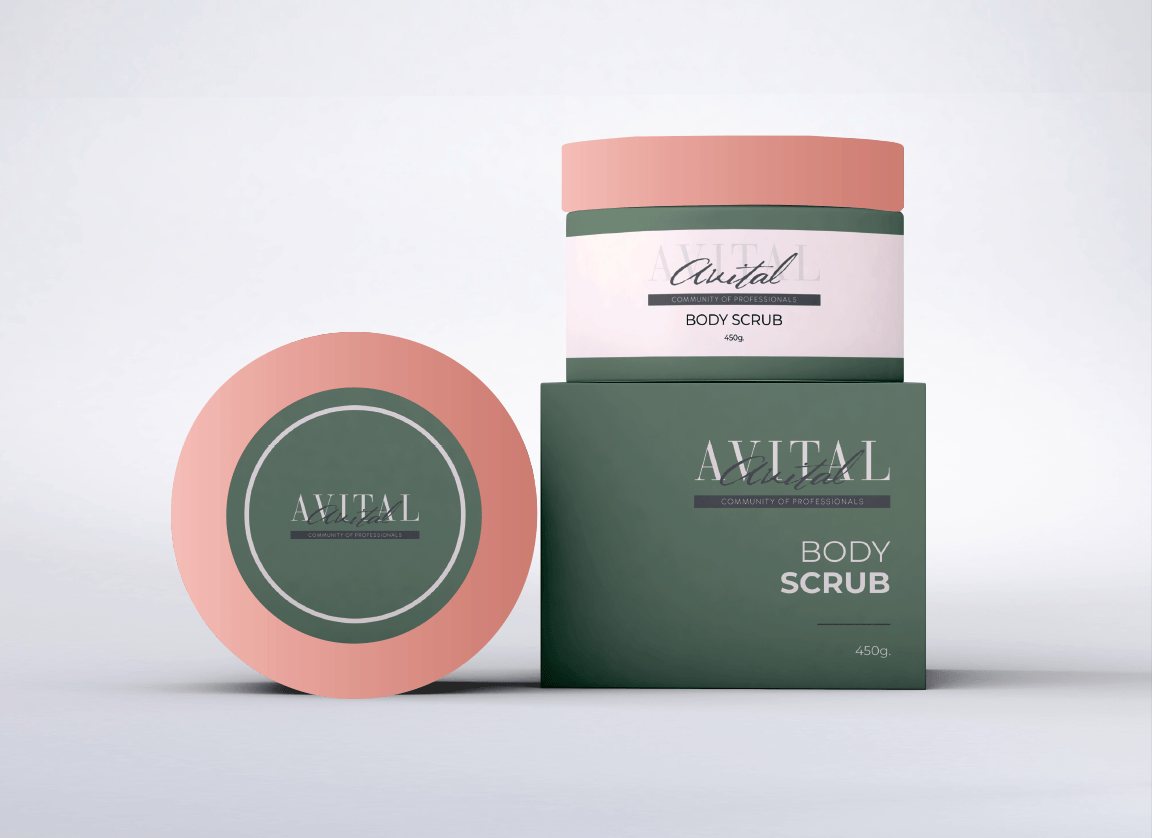 AVITAL
Avital
COMMUNITY OF PROFESSIONALS
BODY SCRUB
450g.
AVITAL
Avital
COMMUNITY OF PROFESSIONALS
AVITAL
Avital
COMMUNITY OF PROFESSIONALS
BODY
SCRUB
450g.